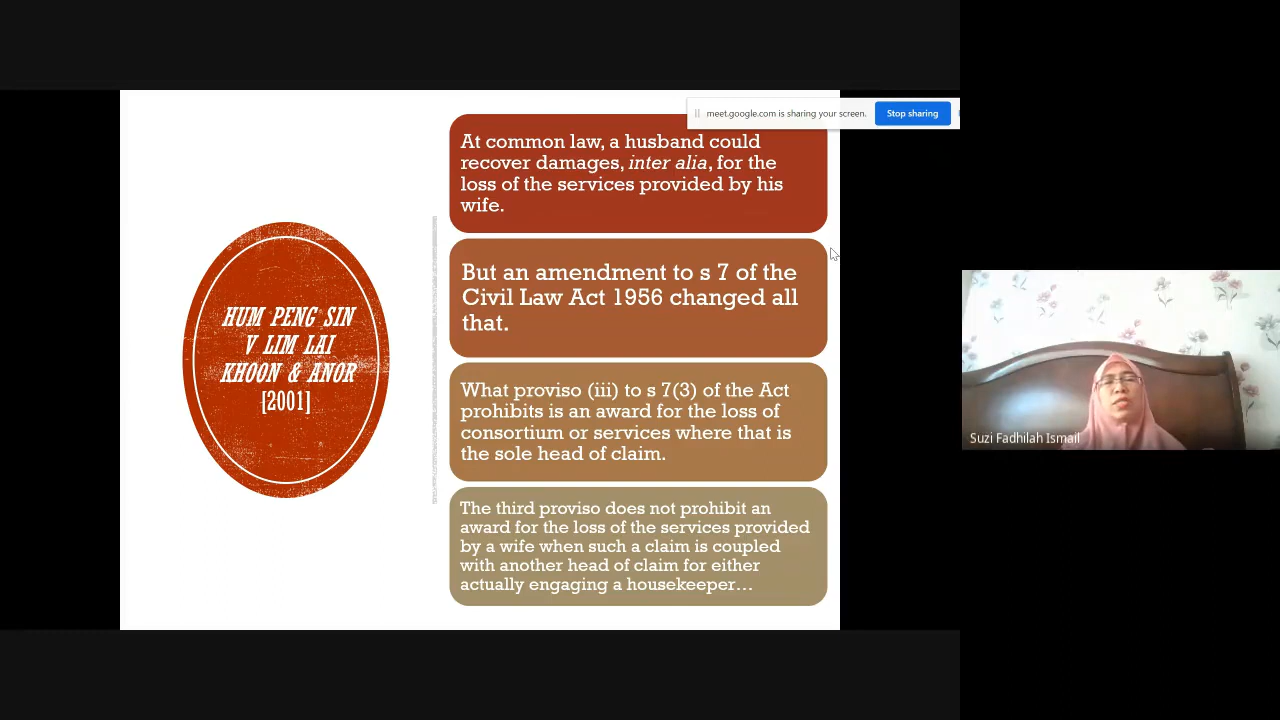 meet.google.com is sharing your screen.
Stop sharing
At common law, a husband could
recover damages, inter alia, for the
loss of the services provided by his
wife.
But an amendment to s 7 of the
Civil Law Act 1956 changed all
that.
HUM PENG SIN
V LIM LAI
KHOON & ANOR
[2001]
What proviso (iii) to s 7(3) of the Act
prohibits is an award for the loss of
consortium or services where that is
the sole head of claim.
The third proviso does not prohibit an
award for the loss of the services provided
by a wife when such a claim is coupled
with another head of claim for either
actually engaging a housekeeper…
Suzi Fadhilah Ismail